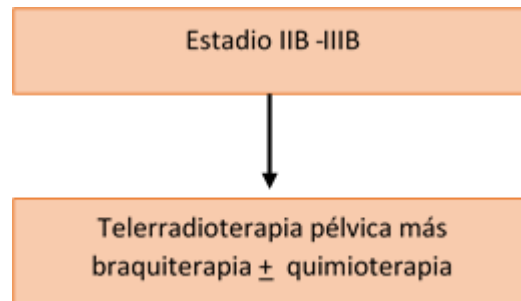 Estadio IIB -IIIB
Telerradioterapia pélvica más
braquiterapia ± quimioterapia